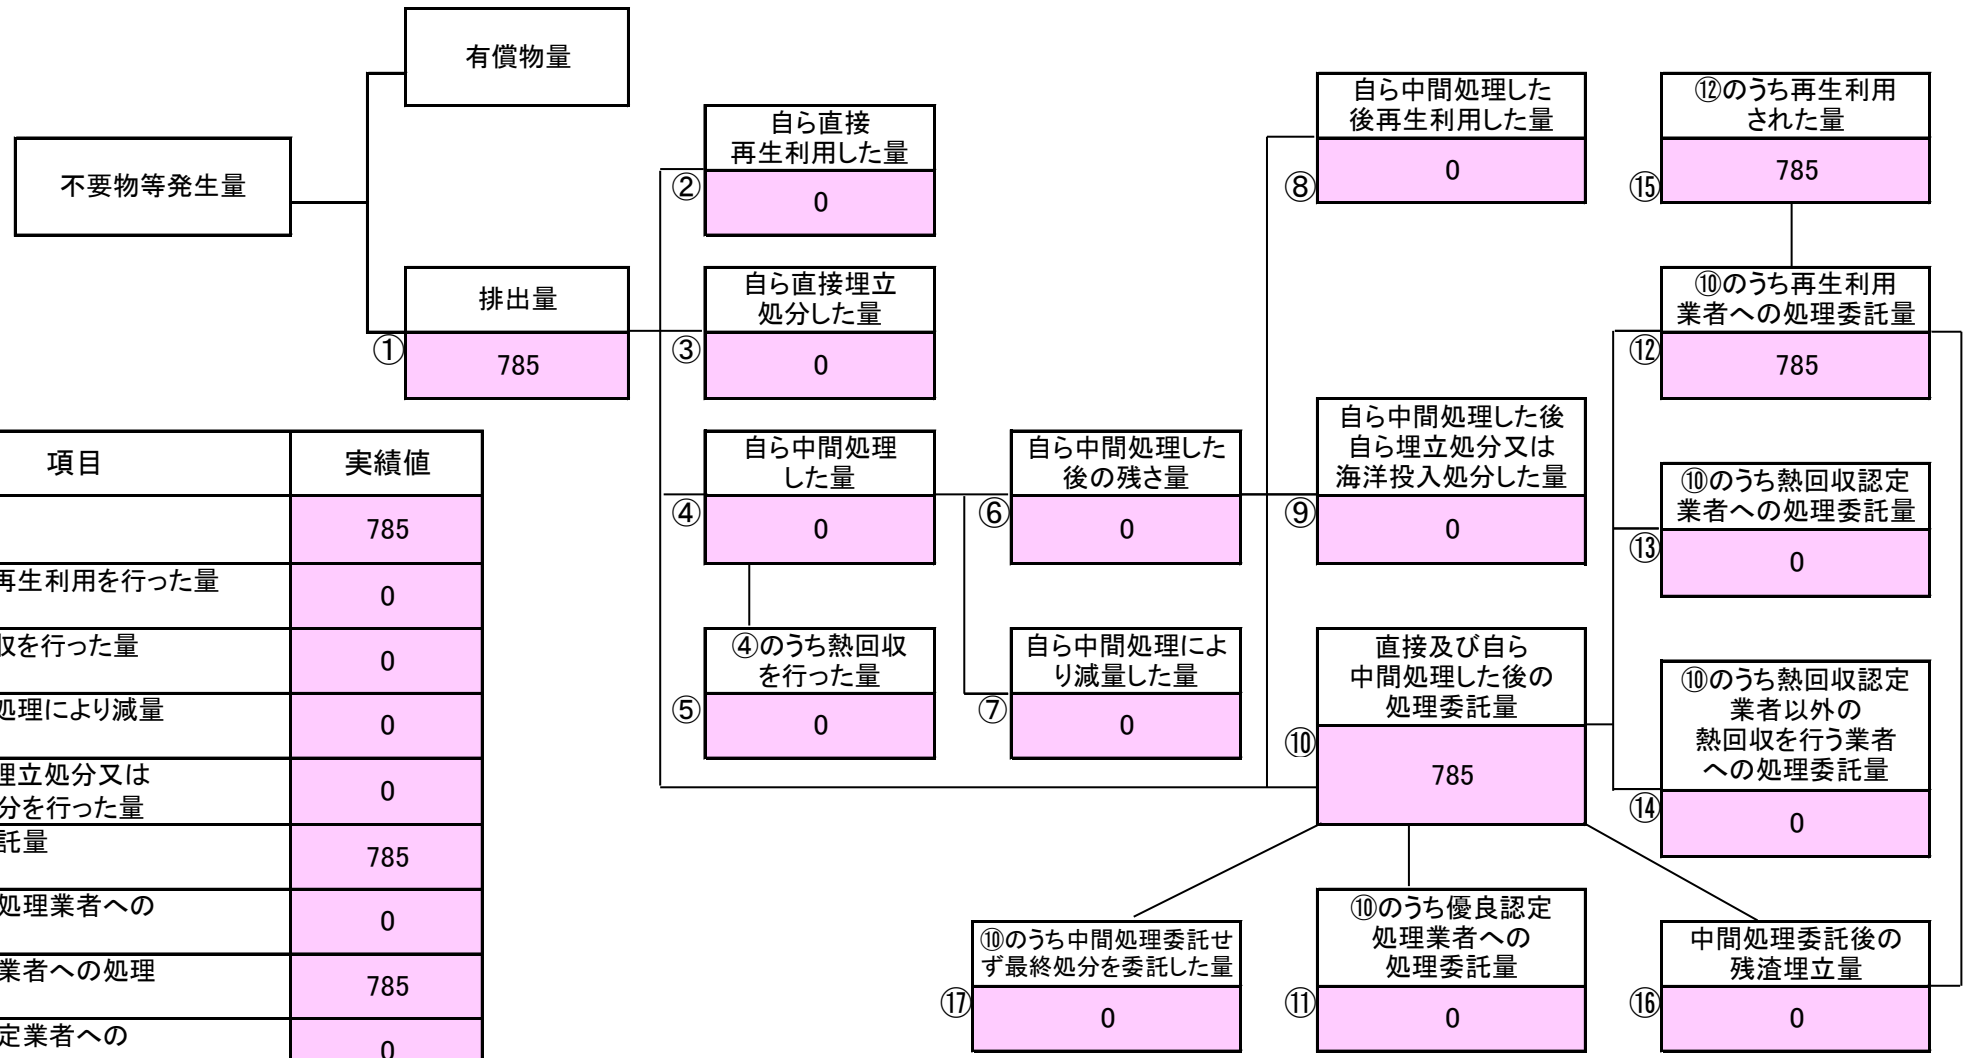 有償物量
不要物等発生量
排出量
①
785
自ら直接
再生利用した量
②
0
自ら直接埋立
処分した量
③
0
自ら中間処理
した量
④
0
④のうち熱回収
を行った量
⑤
0
自ら中間処理した
後の残さ量
⑥
0
自ら中間処理によ
り減量した量
⑦
0
自ら中間処理した
後再生利用した量
⑧
0
自ら中間処理した後
自ら埋立処分又は
海洋投入処分した量
⑨
0
直接及び自ら
中間処理した後の
処理委託量
⑩
785
⑫のうち再生利用
された量
⑮
785
⑩のうち再生利用
業者への処理委託量
⑫
785
⑩のうち熱回収認定
業者への処理委託量
⑬
0
⑩のうち熱回収認定
業者以外の
熱回収を行う業者
への処理委託量
⑭
0
⑩のうち中間処理委託せ
ず最終処分を委託した量
⑰
0
⑩のうち優良認定
処理業者への
処理委託量
⑪
0
中間処理委託後の
残渣埋立量
⑯
0
項目 実績値
785
再生利用を行った量
0
収を行った量
0
処理により減量
0
埋立処分又は
分を行った量
0
託量
785
処理業者への
0
業者への処理
785
定業者への
0